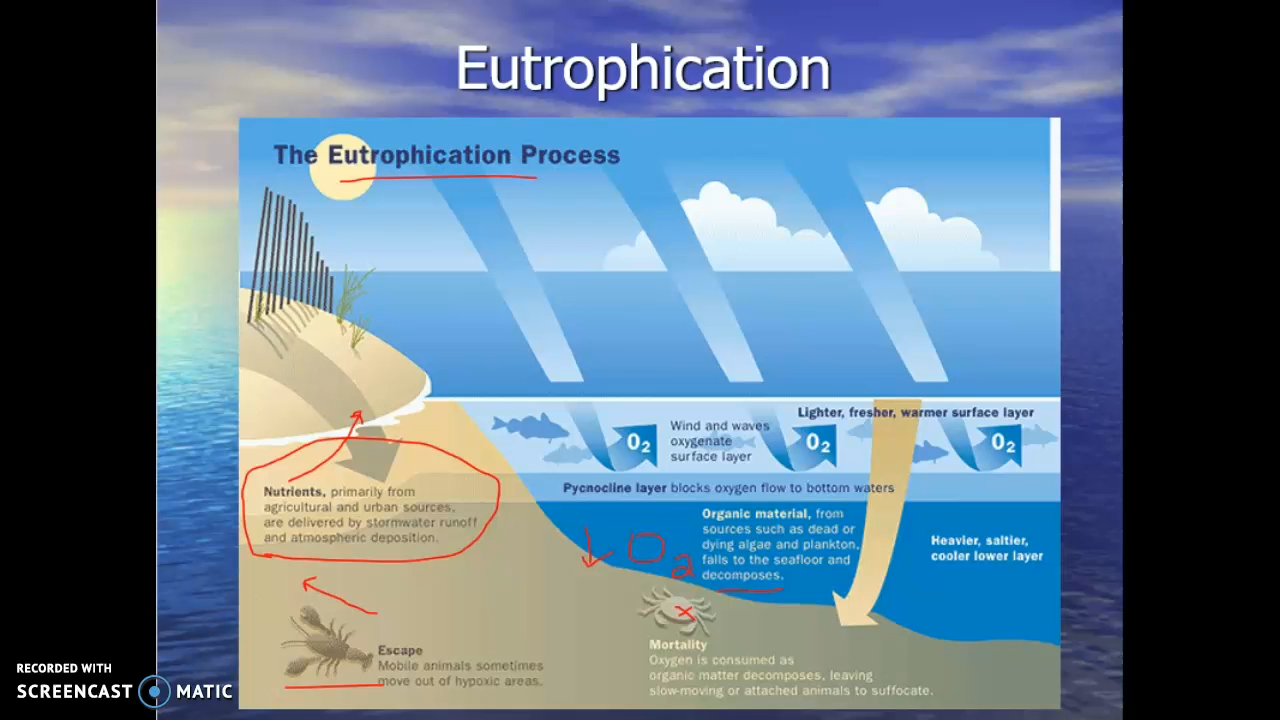 Eutrophication
The Eutrophication Process
Lighter, fresher, warmer surface layer
Wind and waves
oxygenate
surface layer
O2
O2
O2
Pycnocline layer blocks oxygen flow to bottom waters
Nutrients, primarily from
agricultural and urban sources,
are delivered by stormwater runoff
and atmospheric deposition.
Organic material, from
sources such as dead or
dying algae and plankton,
falls to the seafloor and
decomposes.
Heavier, saltier,
cooler lower layer
↓ O2
Escape
Mobile animals sometimes
move out of hypoxic areas.
Mortality
Oxygen is consumed as
organic matter decomposes, leaving
slow-moving or attached animals to suffocate.
RECORDED WITH
SCREENCAST MATIC